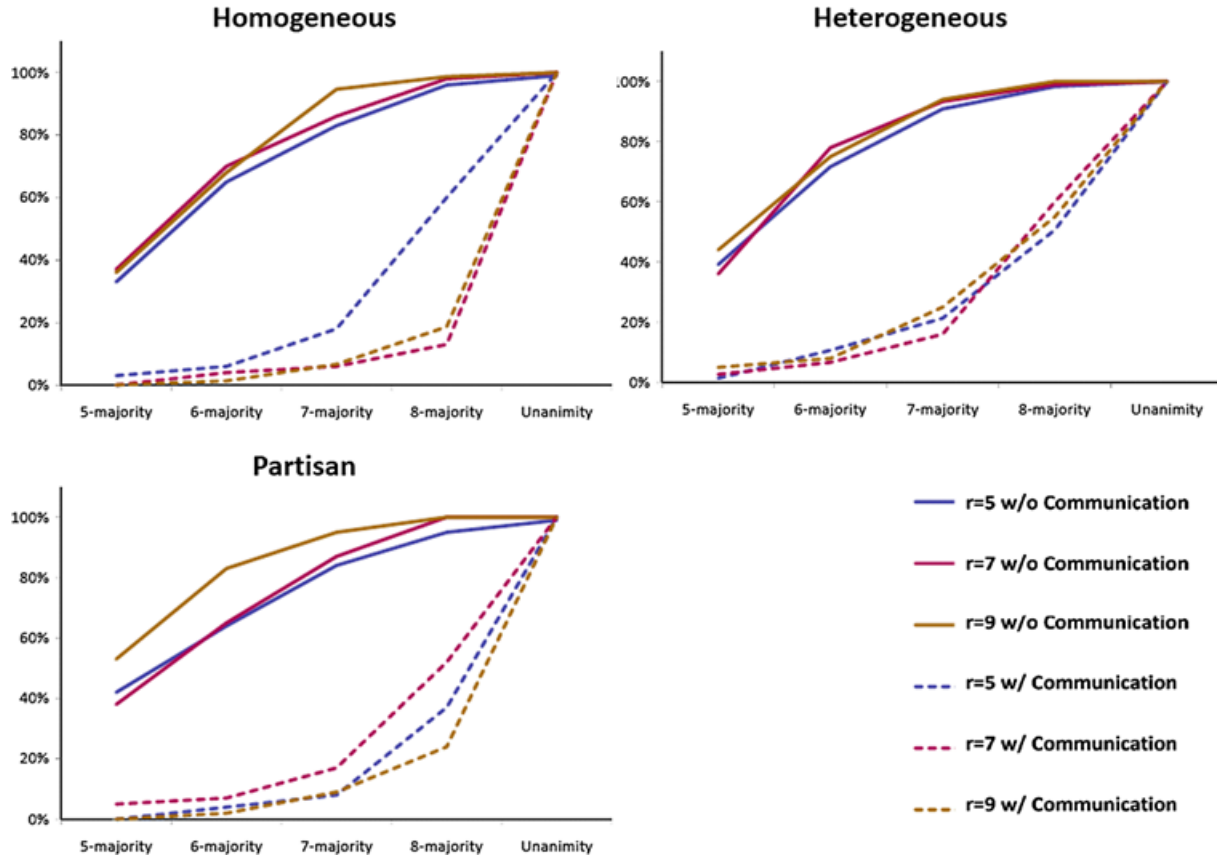 Homogeneous
100%
80%
60%
40%
20%
0%
5-majority 6-majority 7-majority 8-majority Unanimity
Heterogeneous
.00%
80%
60%
40%
20%
0%
5-majority 6-majority 7-majority 8-majority Unanimity
Partisan
100%
80%
60%
40%
20%
0%
5-majority 6-majority 7-majority 8-majority Unanimity
r=5 w/o Communication
r=7 w/o Communication
r=9 w/o Communication
r=5 w/ Communication
r=7 w/ Communication
r=9 w/ Communication